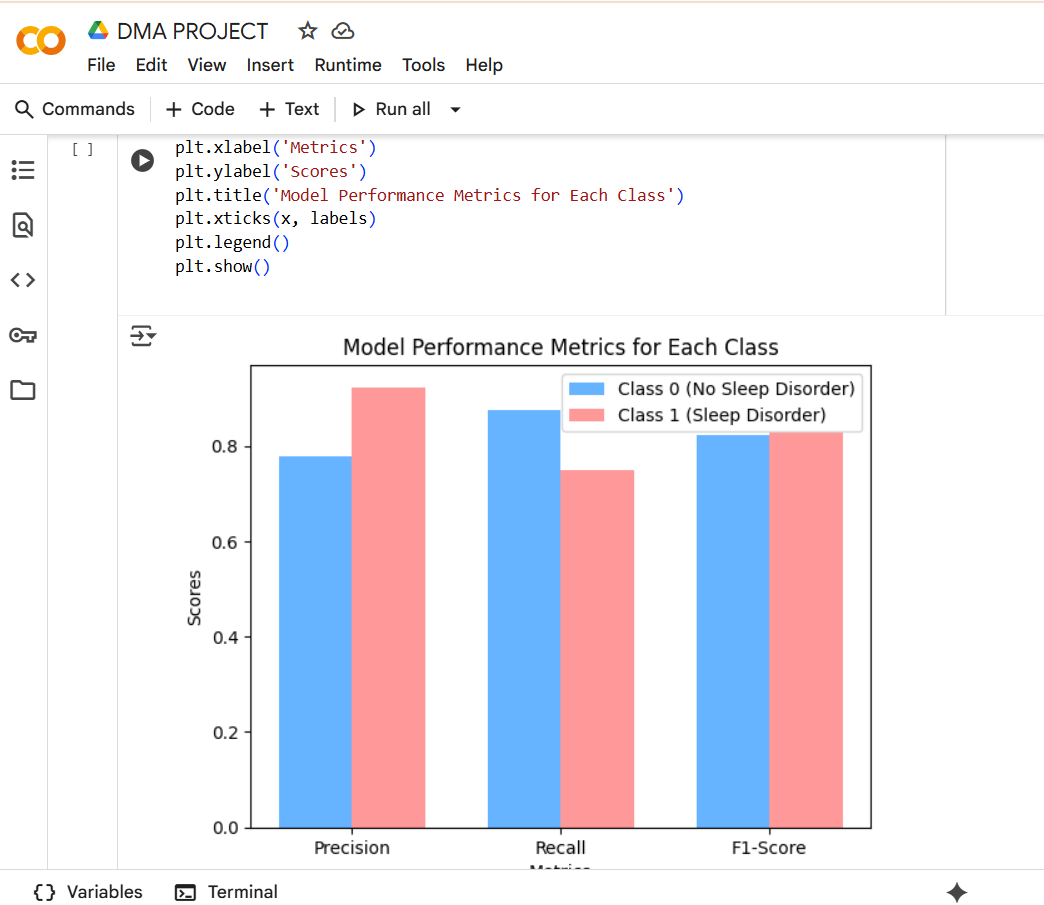 DMA PROJECT
File Edit View Insert Runtime Tools Help
Commands + Code + Text Run all
[ ]
plt.xlabel('Metrics')
plt.ylabel('Scores')
plt.title('Model Performance Metrics for Each Class')
plt.xticks(x, labels)
plt.legend()
plt.show()
Model Performance Metrics for Each Class
Class 0 (No Sleep Disorder)
Class 1 (Sleep Disorder)
0.8
0.6
0.4
0.2
0.0
Scores
Precision Recall F1-Score
Metrics
{} Variables Terminal